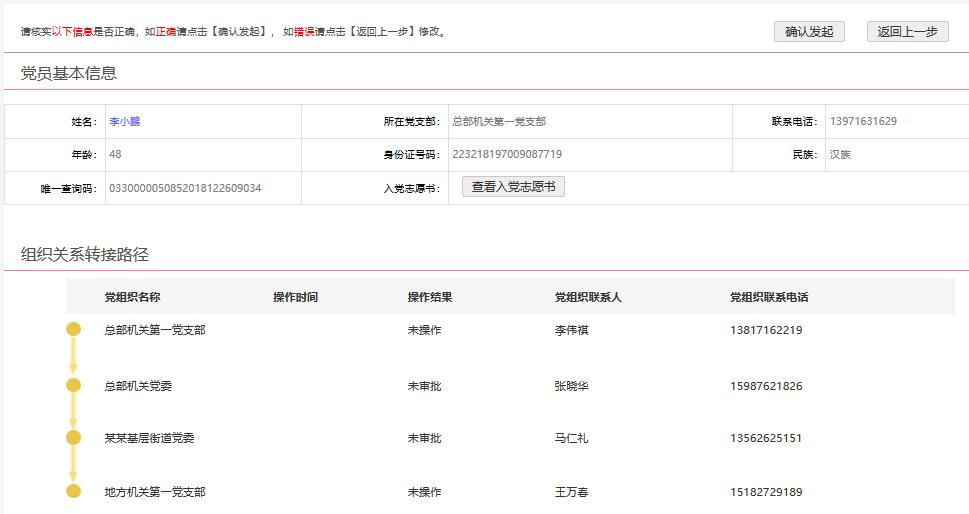 请核实以下信息是否正确，如正确请点击【确认发起】， 如错误请点击【返回上一步】修改。 确认发起 返回上一步
党员基本信息
姓名： 李小鹏 所在党支部： 总部机关第一党支部 联系电话： 13971631629
年龄： 48 身份证号码： 223218197009087719 民族： 汉族
唯一查询码： 0330000050852018122609034 入党志愿书： 查看入党志愿书
组织关系转接路径
党组织名称 操作时间 操作结果 党组织联系人 党组织联系电话
总部机关第一党支部 未操作 李伟祺 13817162219
总部机关党委 未审批 张晓华 15987621826
某某基层街道党委 未审批 马仁礼 13562625151
地方机关第一党支部 未操作 王万春 15182729189